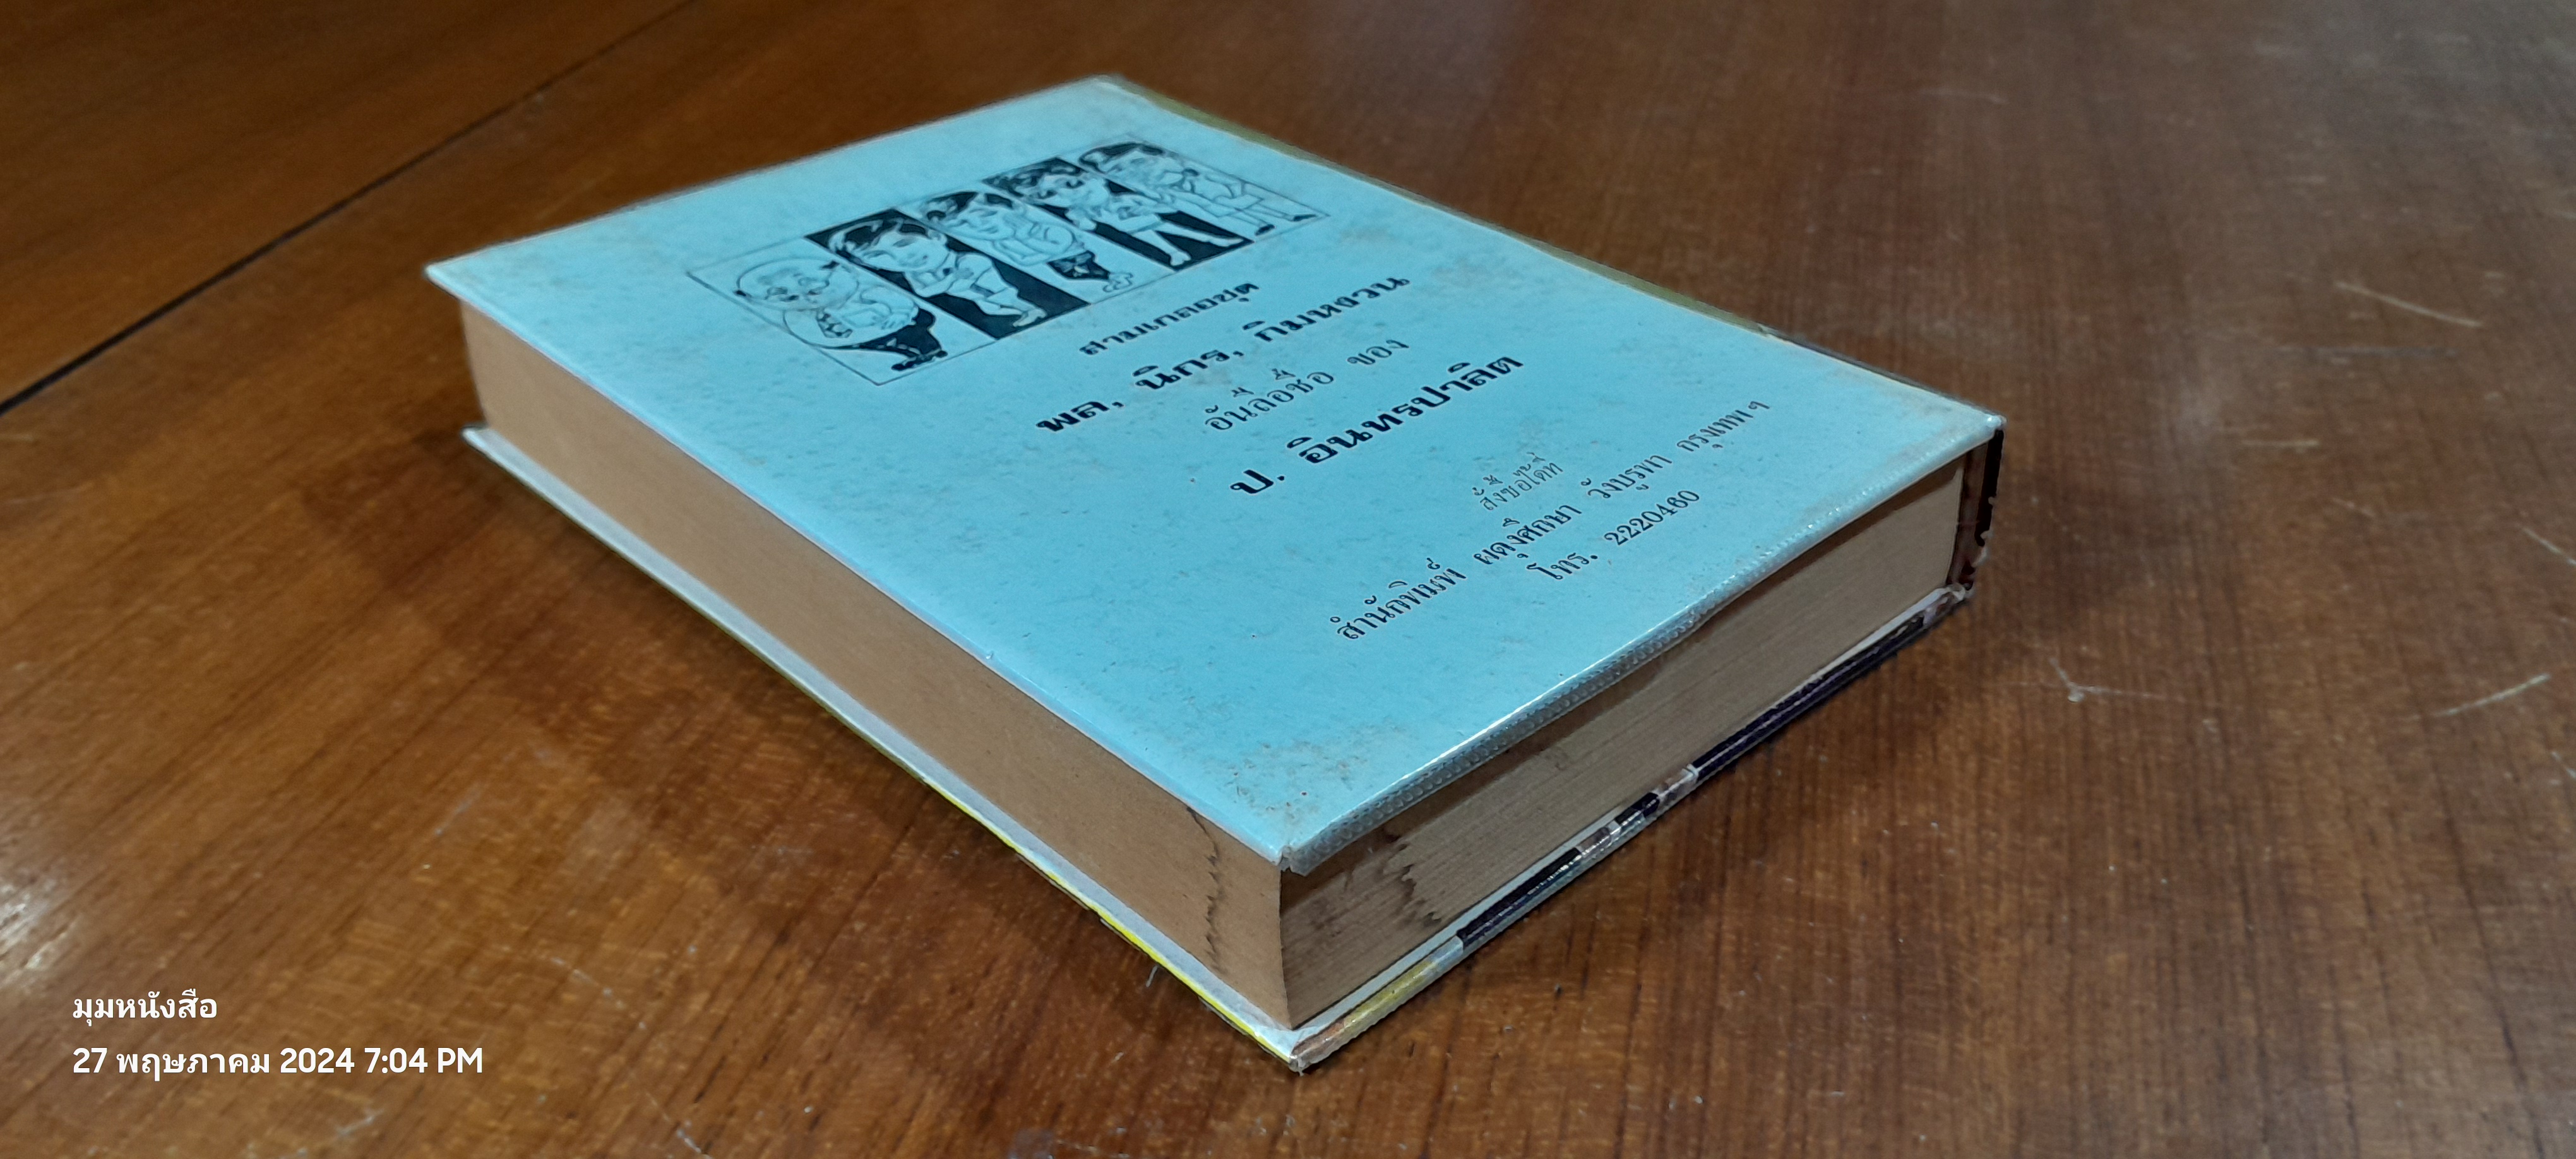 สามเกลอชุด
พล, นิกร, กิมหงวน
อันลือชื่อ ของ
ป. อินทรปาลิต
สั่งซื้อได้ที่
สำนักพิมพ์ ผดุงศึกษา วังบูรพา กรุงเทพฯ
โทร. 2220460
มุมหนังสือ
27 พฤษภาคม 2024 7:04 PM